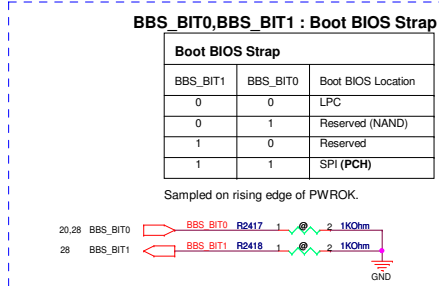 BBS_BIT0,BBS_BIT1 : Boot BIOS Strap
Boot BIOS Strap
BBS_BIT1 BBS_BIT0 Boot BIOS Location
0 0 LPC
0 1 Reserved (NAND)
1 0 Reserved
1 1 SPI (PCH)
Sampled on rising edge of PWROK.
20,28 BBS_BIT0 BBS_BIT0 R2417 1 @ 2 1KOhm
28 BBS_BIT1 BBS_BIT1 R2418 1 @ 2 1KOhm
GND